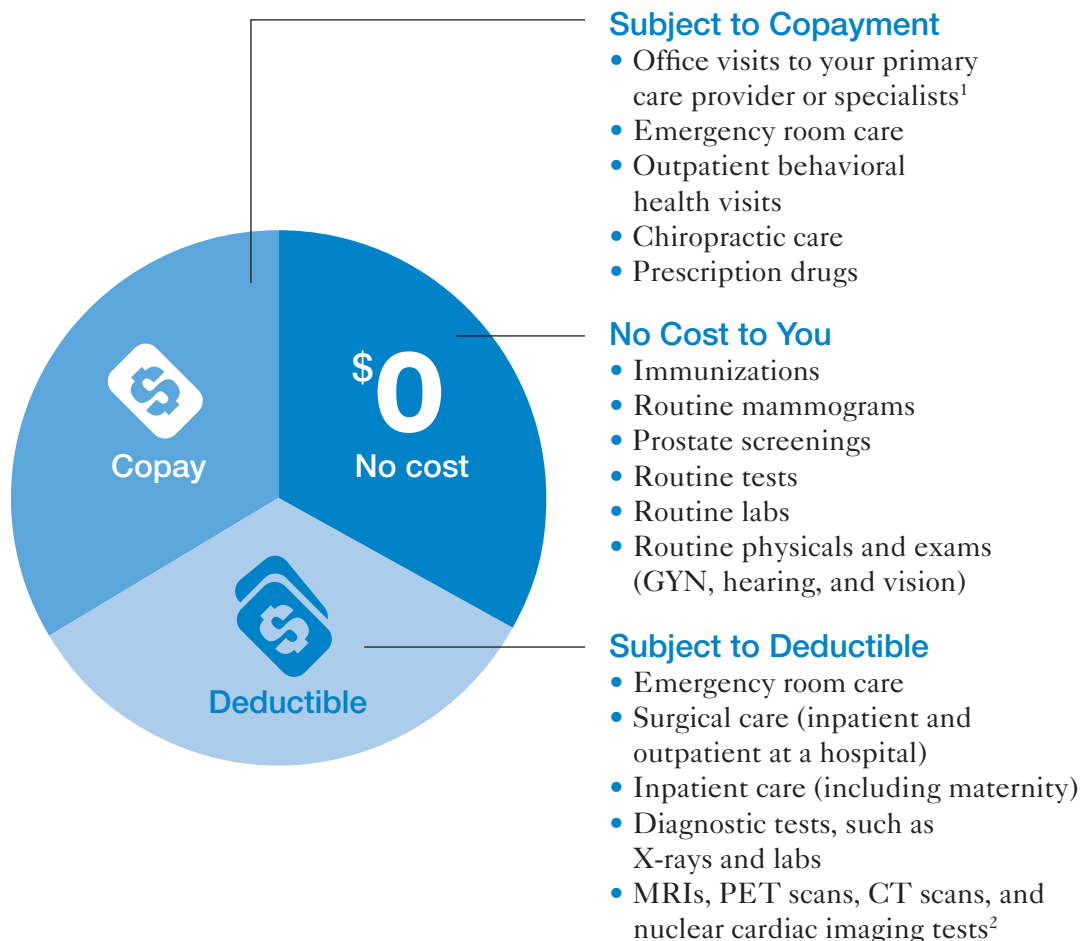 Subject to Copayment
• Office visits to your primary
care provider or specialists¹
• Emergency room care
• Outpatient behavioral
health visits
• Chiropractic care
• Prescription drugs
No Cost to You
• Immunizations
• Routine mammograms
• Prostate screenings
• Routine tests
• Routine labs
• Routine physicals and exams
(GYN, hearing, and vision)
Subject to Deductible
• Emergency room care
• Surgical care (inpatient and
outpatient at a hospital)
• Inpatient care (including maternity)
• Diagnostic tests, such as
X-rays and labs
• MRIs, PET scans, CT scans, and
nuclear cardiac imaging tests²
$
Copay
$0
No cost
$
Deductible